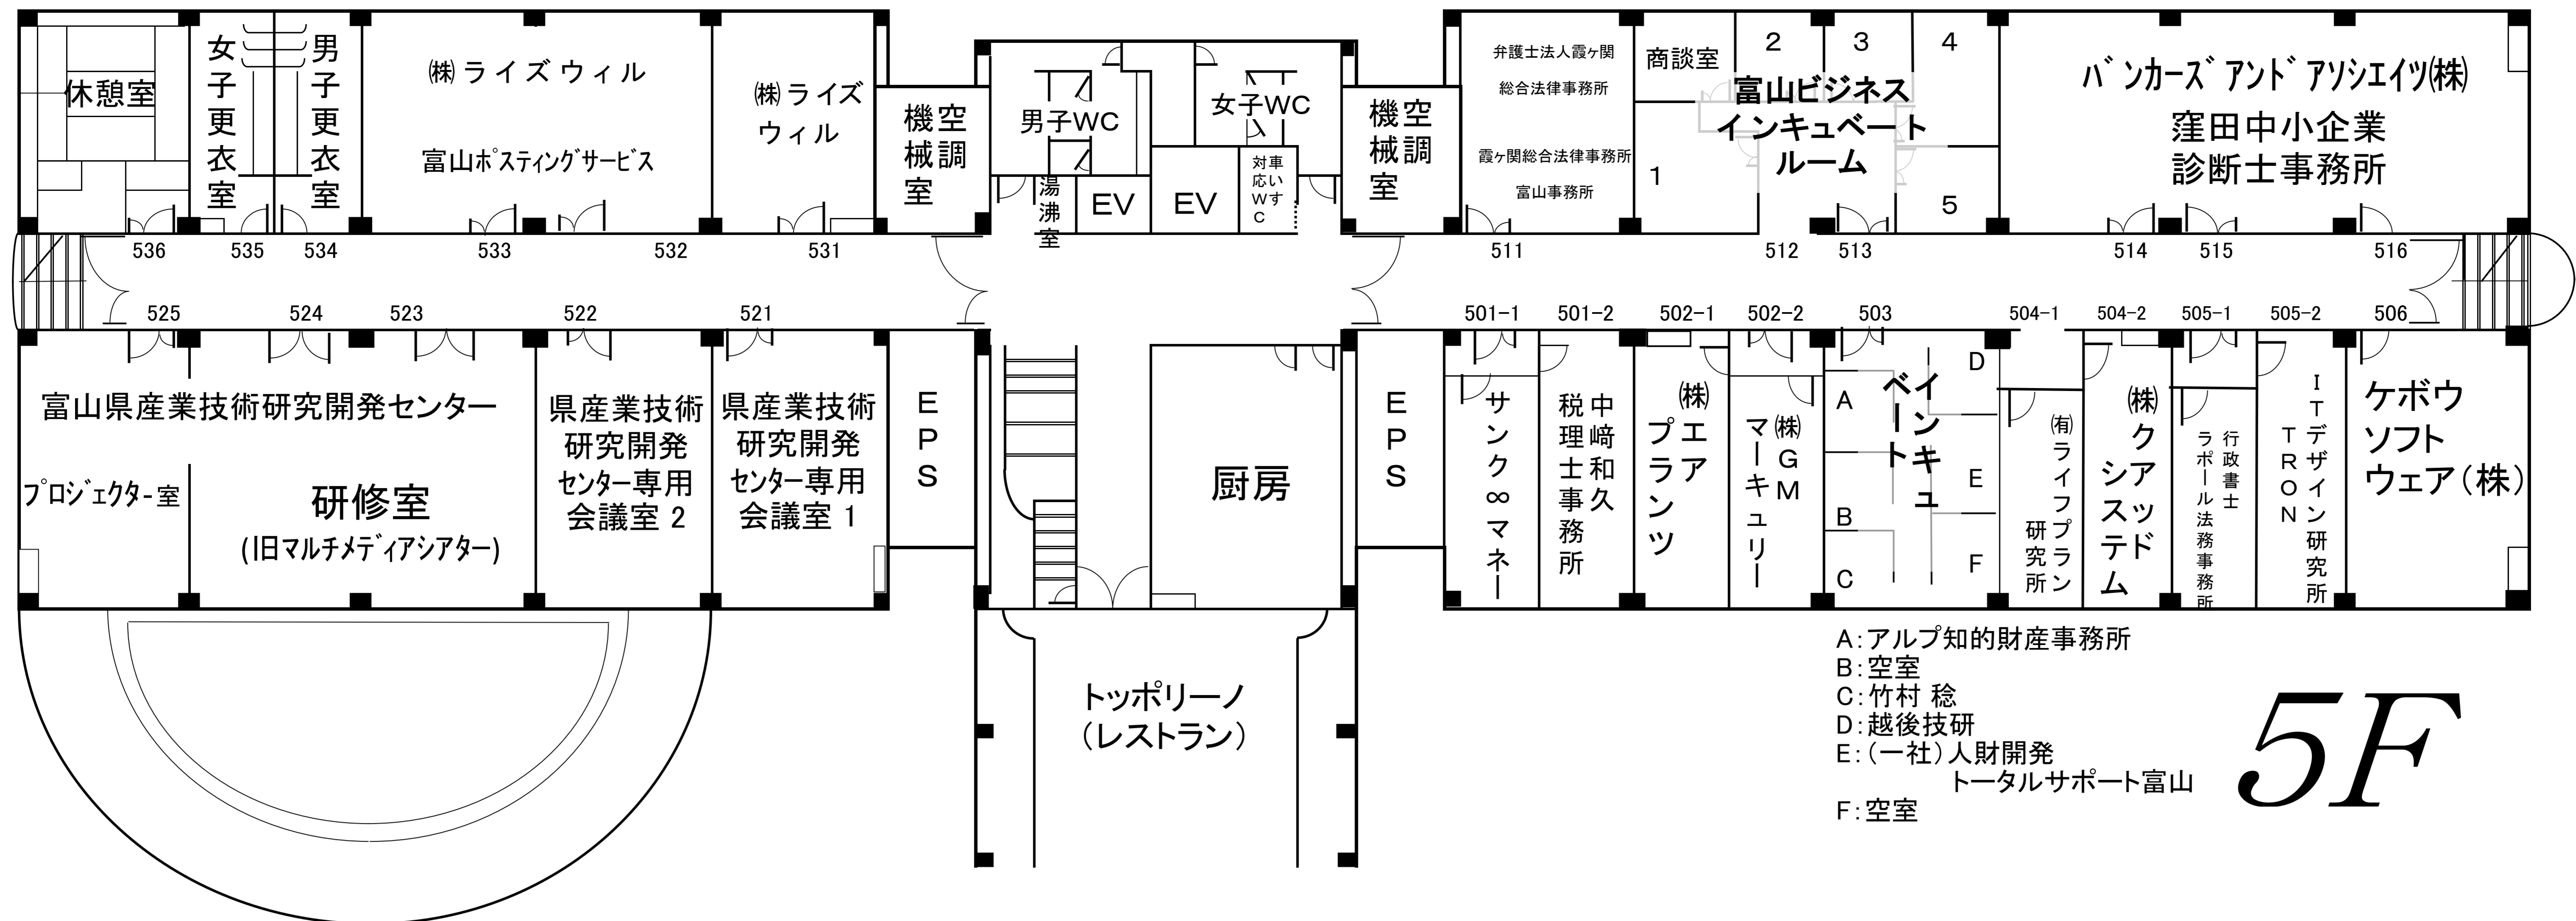 休憩室
女子更衣室
男子更衣室
㈱ ライズ ウィル
富山ポスティングサービス
㈱ ライズ
ウィル
空調
機械室
男子WC
女子WC
湯沸室
EV
EV
車いす
対応WC
空調
機械室
弁護士法人霞ヶ関
総合法律事務所
霞ヶ関総合法律事務所
富山事務所
商談室
1
2
3
4
5
富山ビジネス
インキュベート
ルーム
バンカーズ アンド アソシエイツ㈱
窪田中小企業
診断士事務所
536
535
534
533
532
531
511
512
513
514
515
516
525
524
523
522
521
501-1
501-2
502-1
502-2
503
504-1
504-2
505-1
505-2
506
富山県産業技術研究開発センター
プロジェクター室
研修室
(旧マルチメディアシアター)
県産業技術
研究開発
センター専用
会議室 2
県産業技術
研究開発
センター専用
会議室 1
EPS
厨房
EPS
サンク∞マネー
中﨑和久
税理士事務所
㈱エア
プランツ
㈱GM
マーキュリー
インキュ
ベート
A
B
C
D
E
F
㈲ライフプラン
研究所
㈱クアッド
システム
行政書士
ラポール法務事務所
ITデザイン研究所
TRON
ケボウ
ソフト
ウェア(株)
トッポリーノ
(レストラン)
A:アルプ知的財産事務所
B:空室
C:竹村 稔
D:越後技研
E:(一社)人財開発
トータルサポート富山
F:空室
5F